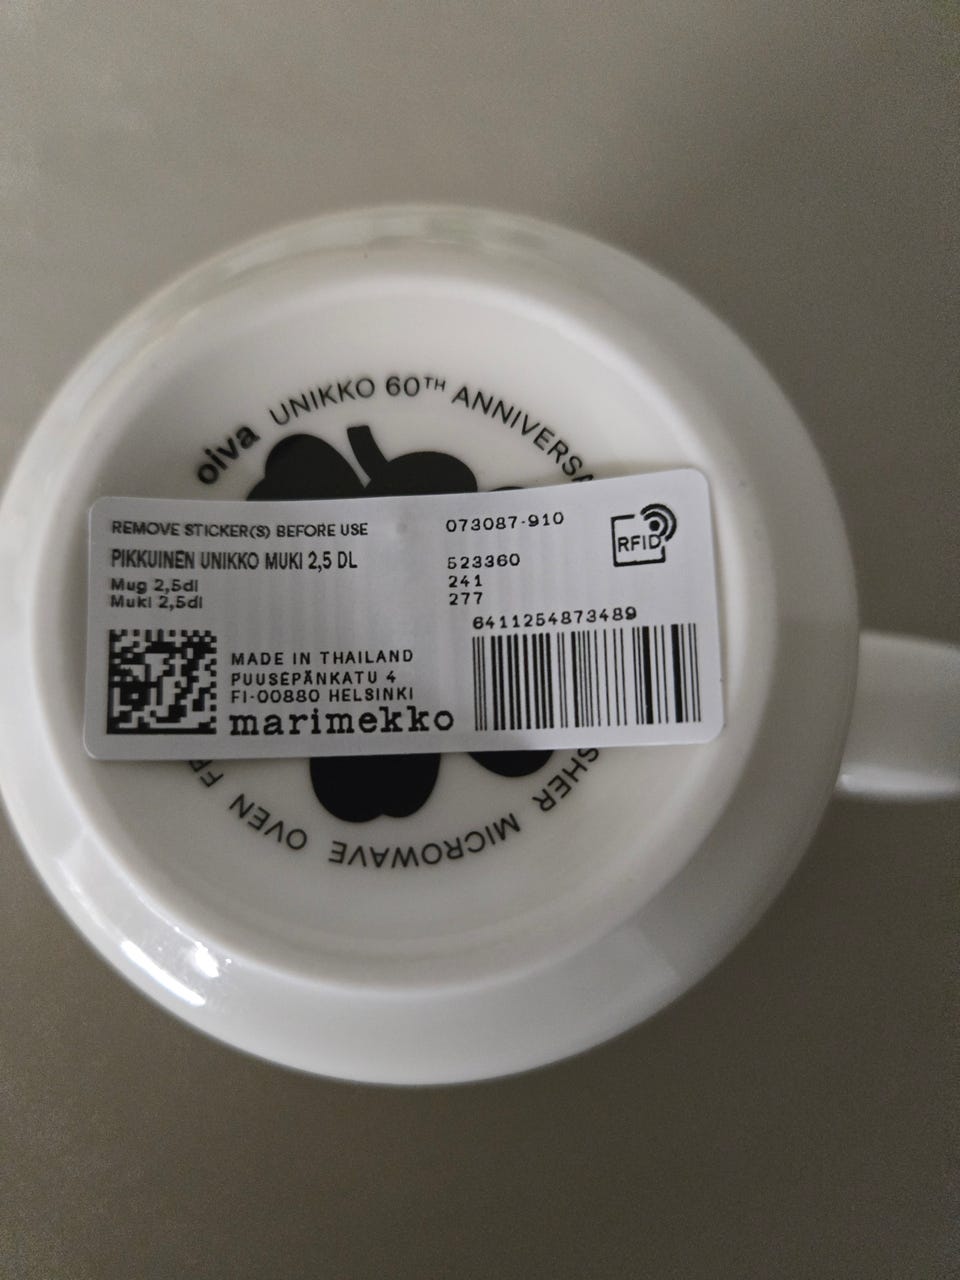 oiva UNIKKO 60TH ANNIVERSA
REMOVE STICKER(S) BEFORE USE
073087-910
RFID
PIKKUINEN UNIKKO MUKI 2,5 DL
523360
Mug 2,5dl
241
Muki 2,5dl
277
6411254873489
MADE IN THAILAND
PUUSEPÄNKATU 4
FI-00880 HELSINKI
marimekko
SHER MICROWAVE OVEN FR